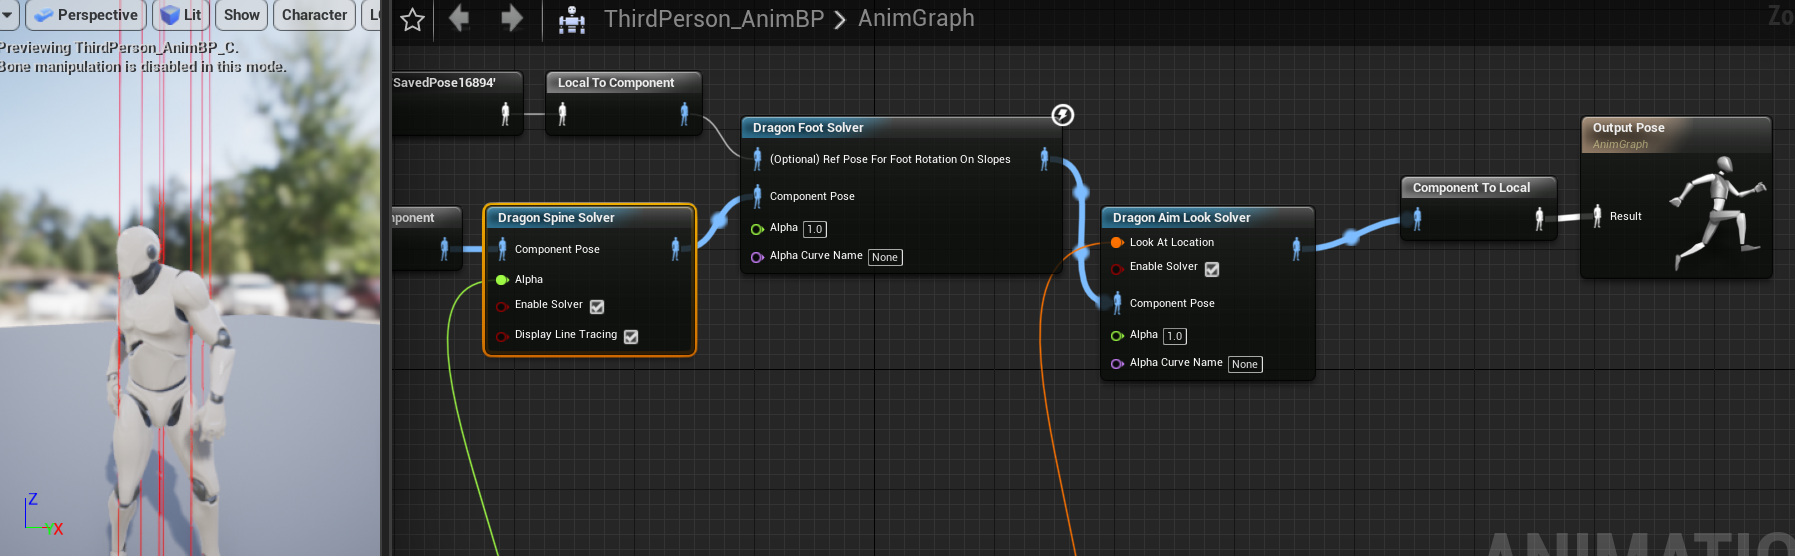 Perspective
Lit
Show
Character
ThirdPerson_AnimBP > AnimGraph
Zo
Previewing ThirdPerson_AnimBP_C.
Bone manipulation is disabled in this mode.
SavedPose16894'
Local To Component
Dragon Foot Solver
(Optional) Ref Pose For Foot Rotation On Slopes
Component Pose
Alpha 1.0
Alpha Curve Name None
Output Pose
AnimGraph
Result
Component To Local
nponent
Dragon Spine Solver
Component Pose
Alpha
Enable Solver
Display Line Tracing
Dragon Aim Look Solver
Look At Location
Enable Solver
Component Pose
Alpha 1.0
Alpha Curve Name None
Z
X
ANIMATIO